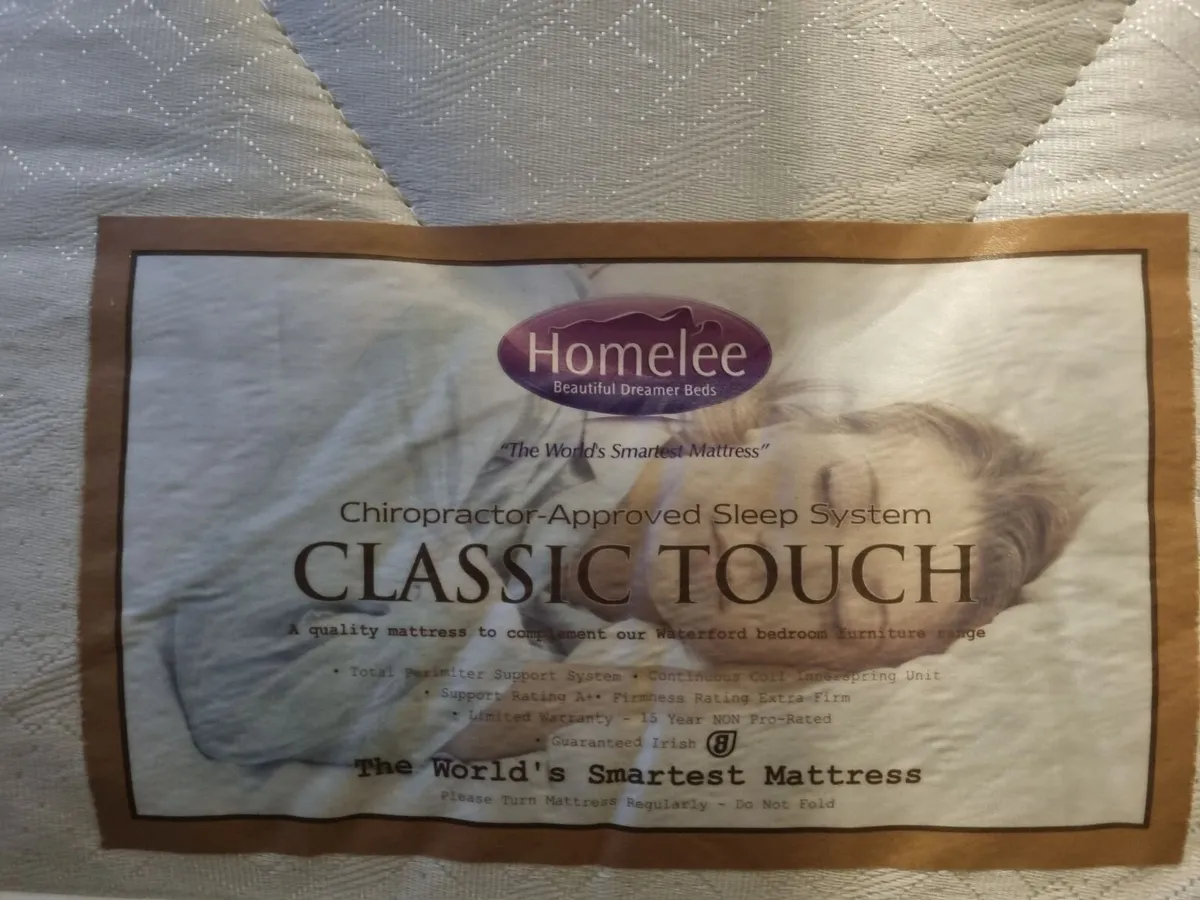 Homelee
Beautiful Dreamer Beds
“The World's Smartest Mattress”
Chiropractor-Approved Sleep System
CLASSIC TOUCH
A quality mattress to complement our Waterford bedroom furniture range
• Total Perimiter Support System • Continuous Coil Innerspring Unit
• Support Rating A+• Firmness Rating Extra Firm
• Limited Warranty - 15 Year NON Pro-Rated
• Guaranteed Irish
The World's Smartest Mattress
Please Turn Mattress Regularly - Do Not Fold